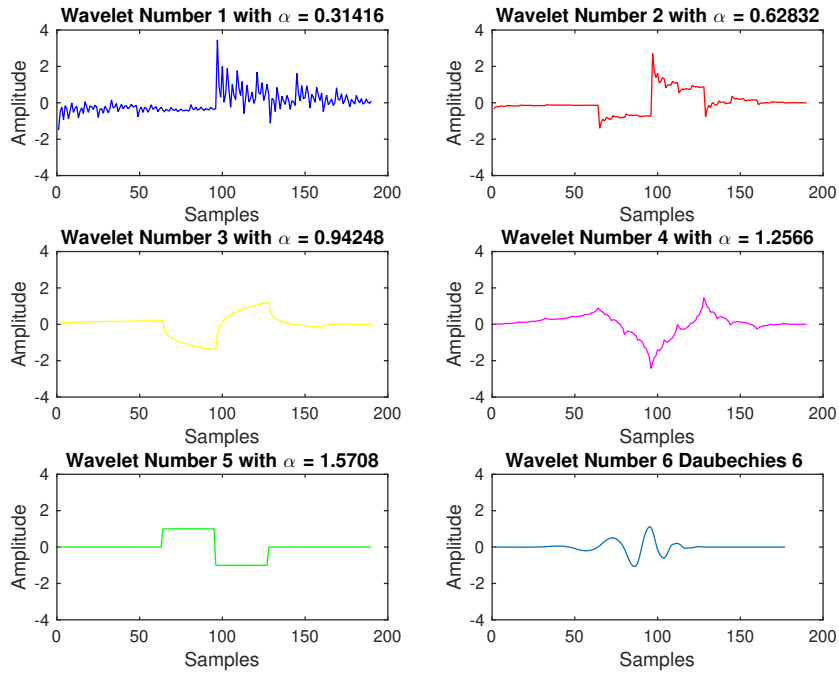 Wavelet Number 1 with α = 0.31416
4
2
0
-2
-4
Amplitude
0 50 100 150 200
Samples
Wavelet Number 2 with α = 0.62832
4
2
0
-2
-4
Amplitude
0 50 100 150 200
Samples
Wavelet Number 3 with α = 0.94248
4
2
0
-2
-4
Amplitude
0 50 100 150 200
Samples
Wavelet Number 4 with α = 1.2566
4
2
0
-2
-4
Amplitude
0 50 100 150 200
Samples
Wavelet Number 5 with α = 1.5708
4
2
0
-2
-4
Amplitude
0 50 100 150 200
Samples
Wavelet Number 6 Daubechies 6
4
2
0
-2
-4
Amplitude
0 50 100 150 200
Samples